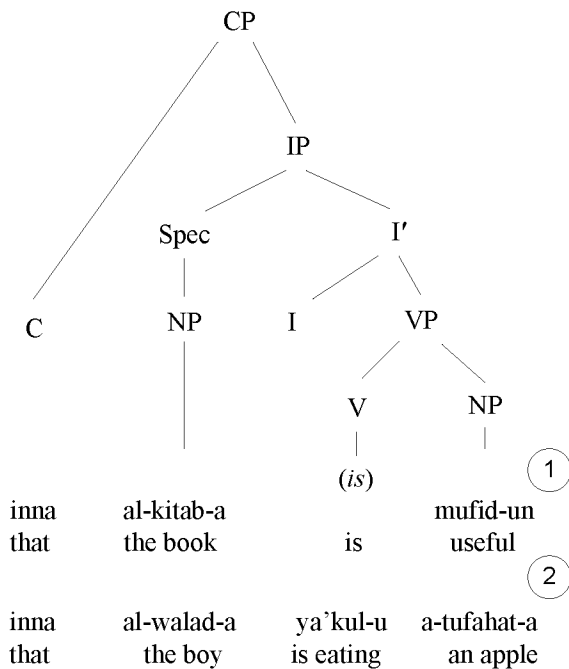 CP
IP
Spec I′
C NP I VP
V NP
(is) 1
inna al-kitab-a mufid-un
that the book is useful
2
inna al-walad-a ya’kul-u a-tufahat-a
that the boy is eating an apple